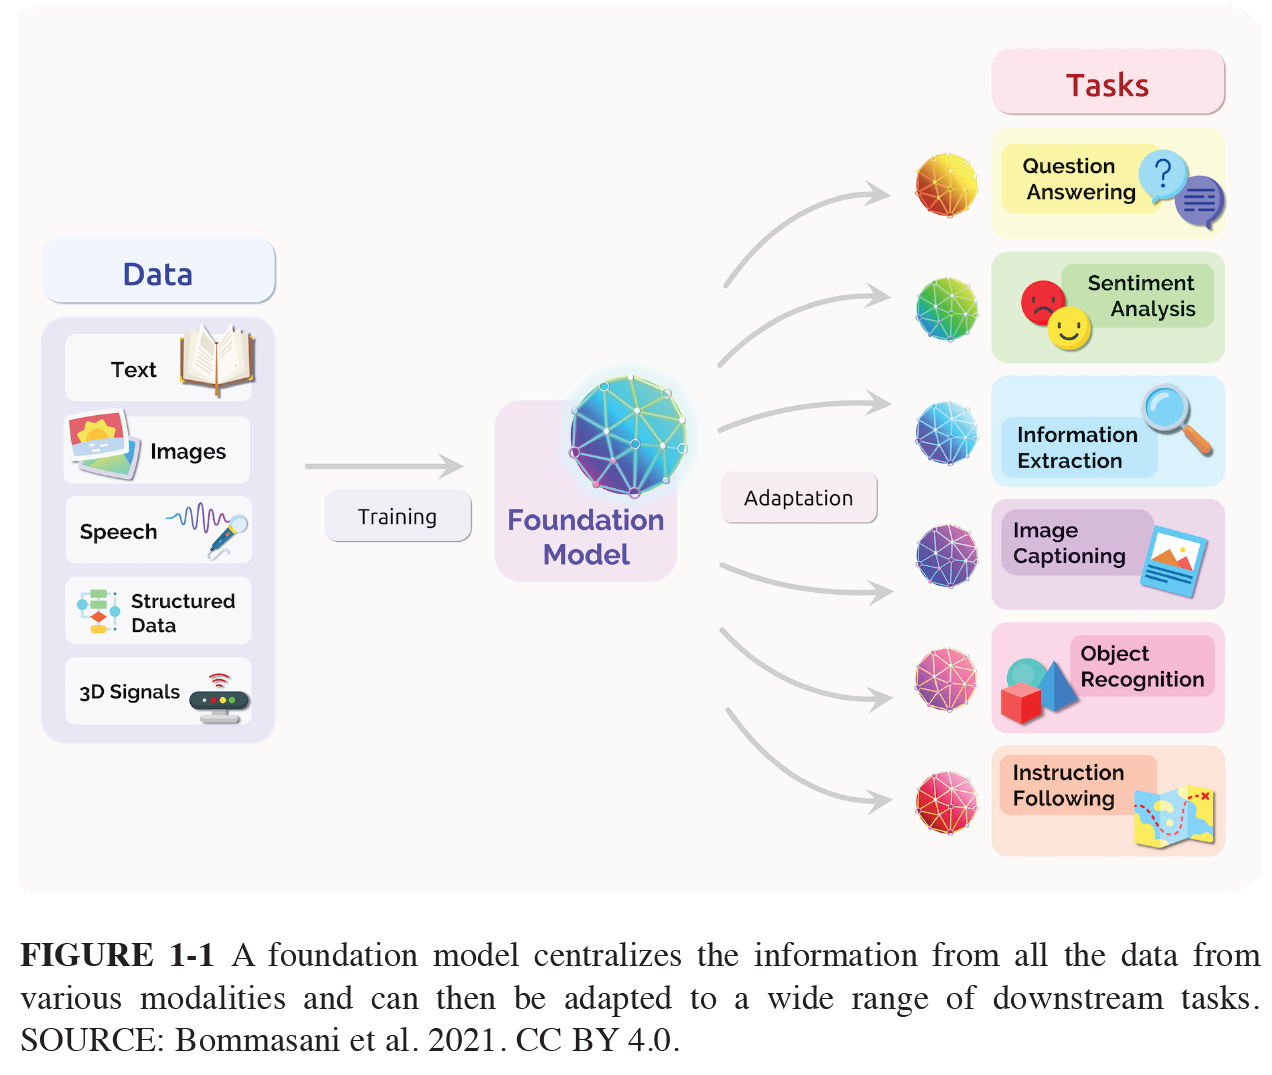 Data
Text
Images
Speech
Structured
Data
3D Signals
Training
Foundation
Model
Adaptation
Tasks
Question
Answering
?
Sentiment
Analysis
Information
Extraction
Image
Captioning
Object
Recognition
Instruction
Following
FIGURE 1-1 A foundation model centralizes the information from all the data from
various modalities and can then be adapted to a wide range of downstream tasks.
SOURCE: Bommasani et al. 2021. CC BY 4.0.